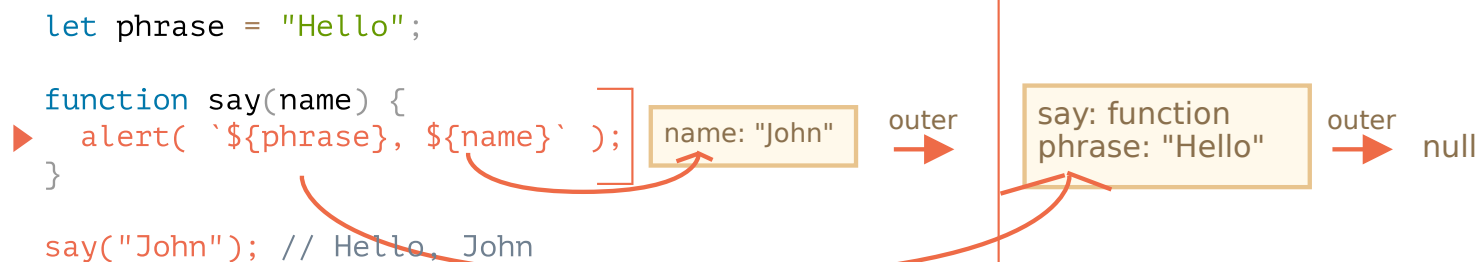 let phrase = "Hello";
function say(name) {
alert( `${phrase}, ${name}` );
}
say("John"); // Hello, John
name: "John"
outer
say: function
phrase: "Hello"
outer
null